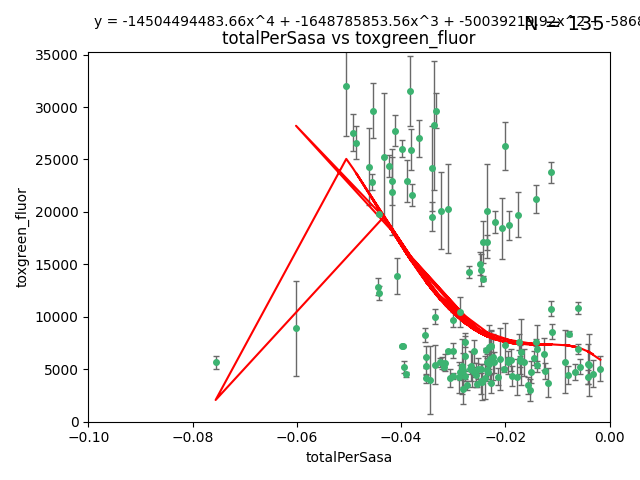 y = -14504494483.66x^4 + -1648785853.56x^3 +
N = 135
totalPerSasa vs toxgreen_fluor
35000
30000
25000
20000
15000
10000
5000
0
toxgreen_fluor
−0.10 −0.08 −0.06 −0.04 −0.02 0.00
totalPerSasa